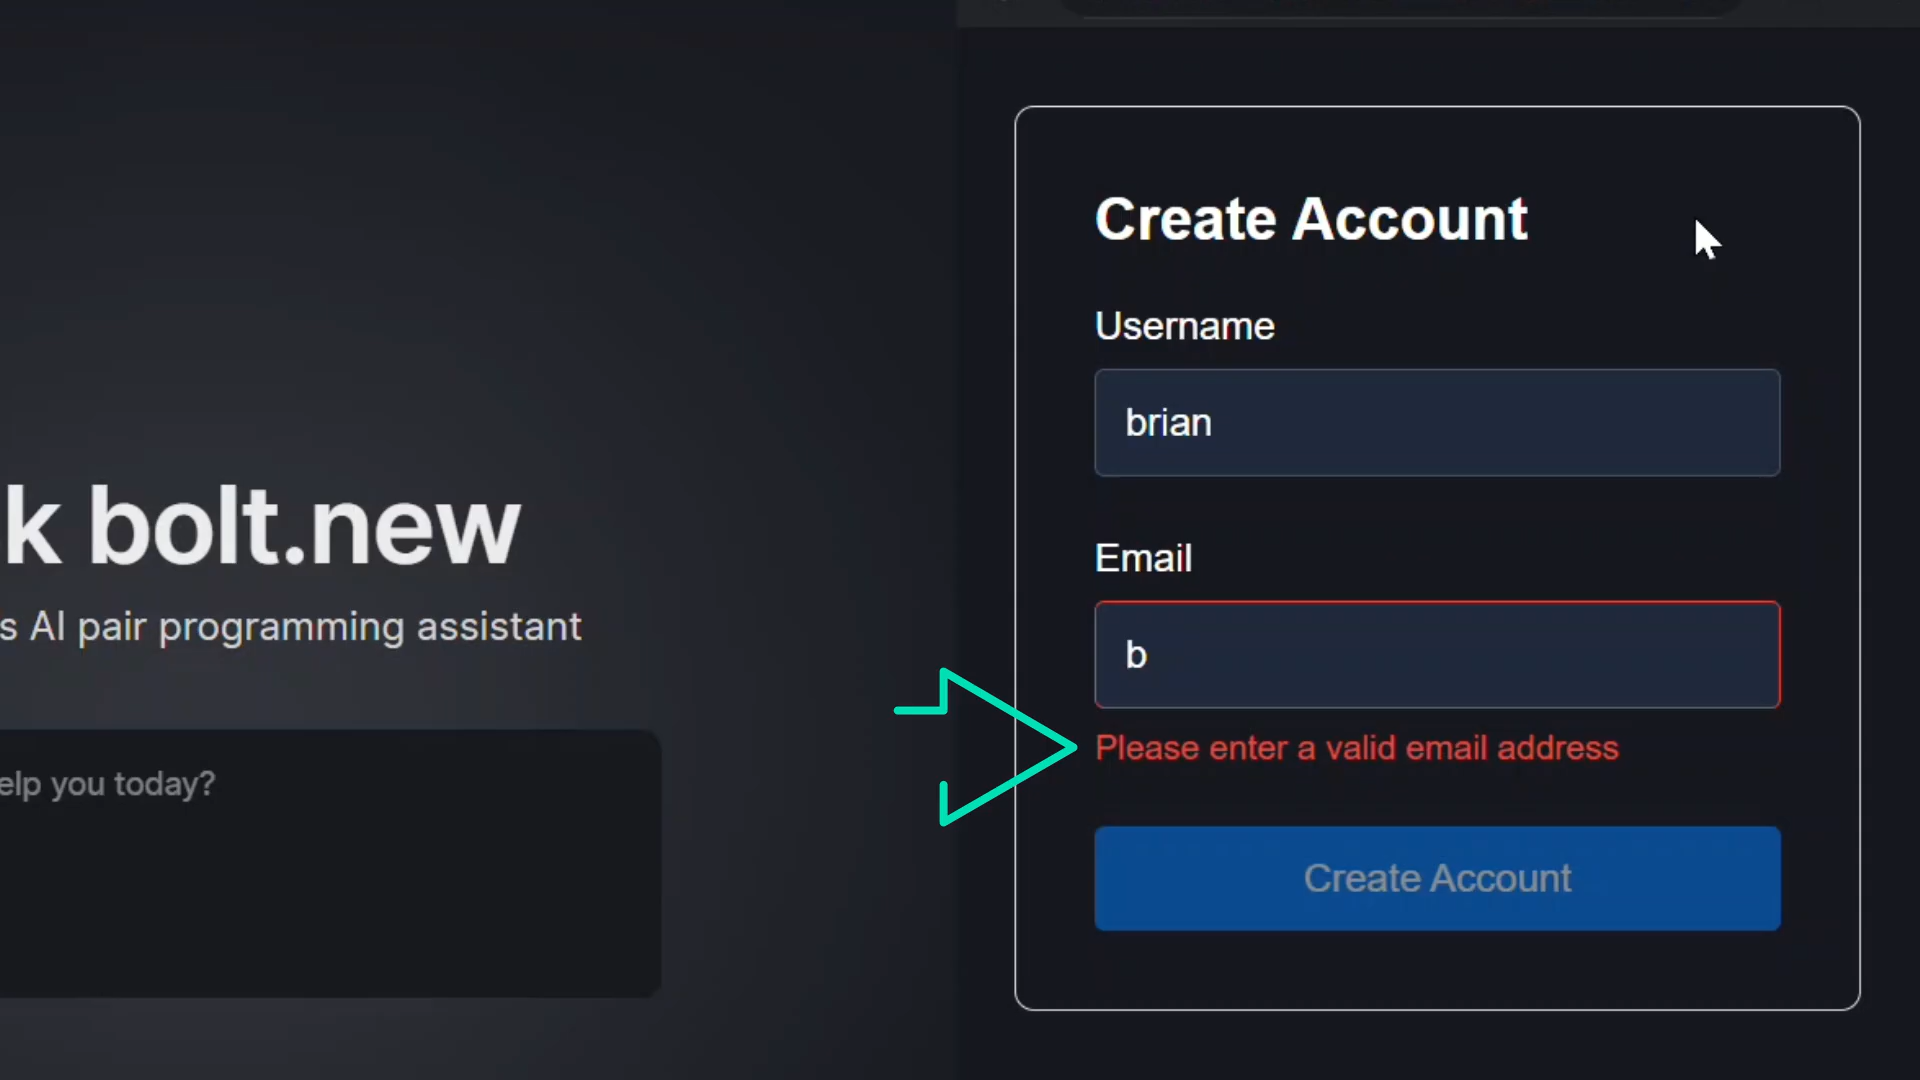 k bolt.new
s AI pair programming assistant
elp you today?
Create Account
Username
brian
Email
b
Please enter a valid email address
Create Account